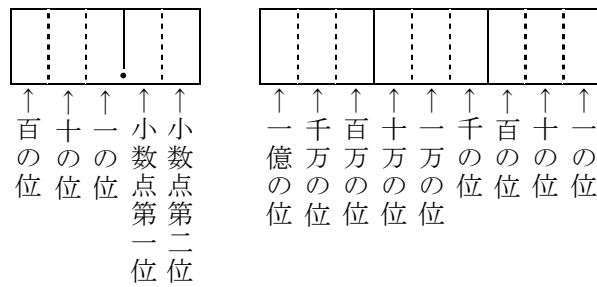 ↑百の位
↑十の位
↑一の位
↑小数点第一位
↑小数点第二位
↑一億の位
↑千万の位
↑百万の位
↑十万の位
↑一万の位
↑千の位
↑百の位
↑十の位
↑一の位